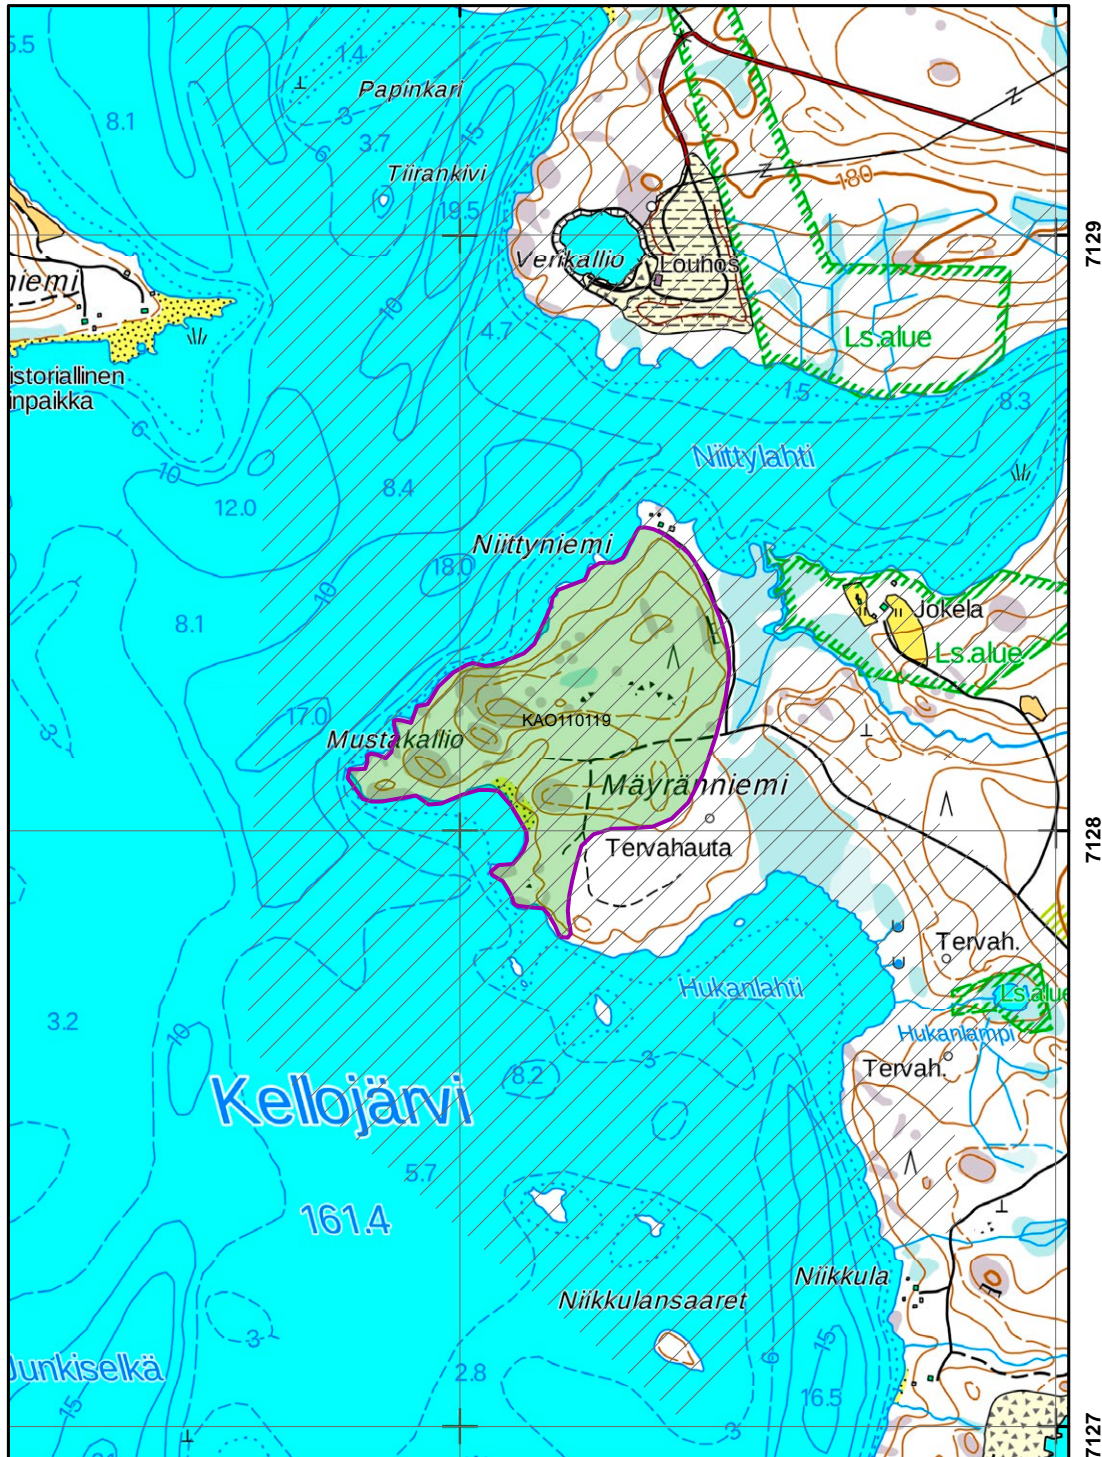 5.5
1.4
Papinkari
8.1
3
3.7
15
6
Tiirankivi
180
19.5
7129
Verikallio
Louhos
niemi
10
4.7
Ls.alue
istoriallinen
inpaikka
1.5
8.3
6
10
Niittylahti
8.4
12.0
Niittyniemi
18.0
10
8.1
Jokela
Ls.alue
17.0
KAO110119
3
Mustakallio
Mäyränniemi
7128
Tervahauta
Tervah.
Hukanlahti
Ls.alue
3.2
10
Hukanlampi
3
Tervah.
8.2
Kellojärvi
5.7
161.4
Niikkula
Niikkulansaaret
3
15
6
Junkiselkä
2.8
16.5
15
3
7127